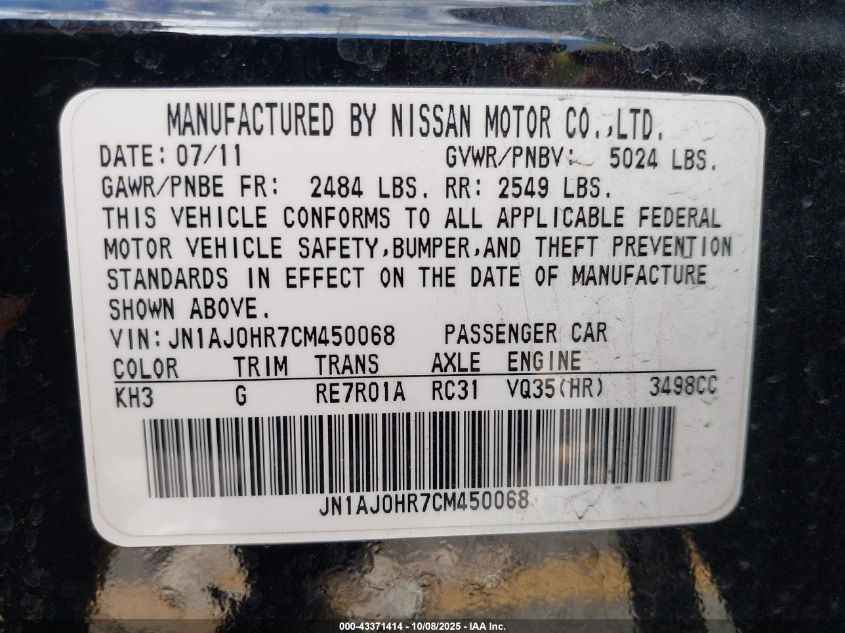 MANUFACTURED BY NISSAN MOTOR CO.,LTD.
DATE: 07/11 GVWR/PNBV: 5024 LBS.
GAWR/PNBE FR: 2484 LBS. RR: 2549 LBS.
THIS VEHICLE CONFORMS TO ALL APPLICABLE FEDERAL
MOTOR VEHICLE SAFETY,BUMPER,AND THEFT PREVENTION
STANDARDS IN EFFECT ON THE DATE OF MANUFACTURE
SHOWN ABOVE.
VIN: JN1AJ0HR7CM450068 PASSENGER CAR
COLOR TRIM TRANS AXLE ENGINE
KH3 G RE7R01A RC31 VQ35(HR) 3498CC
JN1AJ0HR7CM450068
000-43371414 | 10/08/2025 - IAA Inc.